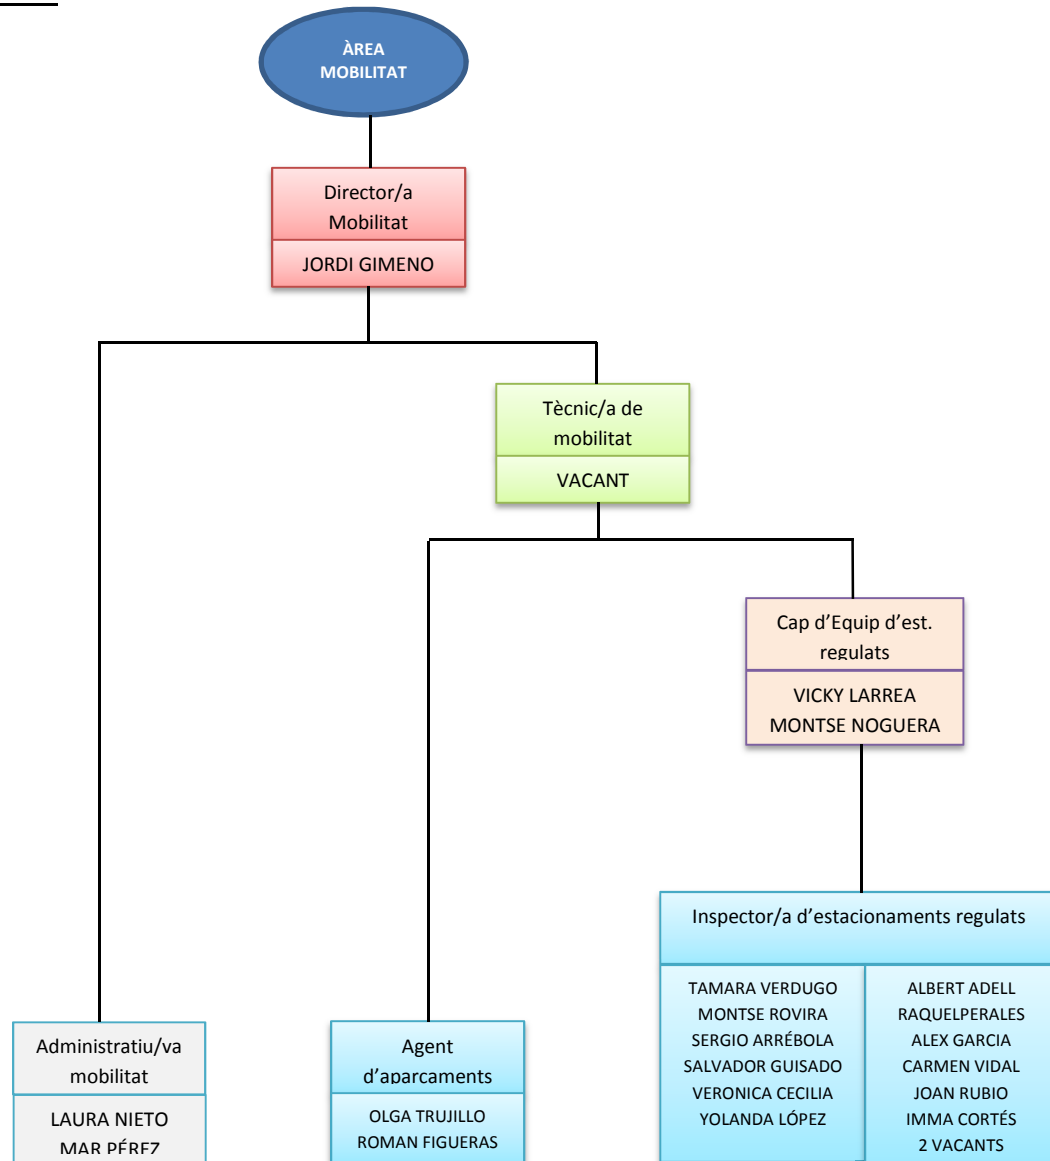 ÀREA
MOBILITAT
Director/a
Mobilitat
JORDI GIMENO
Tècnic/a de
mobilitat
VACANT
Cap d’Equip d’est.
regulats
VICKY LARREA
MONTSE NOGUERA
Inspector/a d’estacionaments regulats
TAMARA VERDUGO
MONTSE ROVIRA
SERGIO ARRÉBOLA
SALVADOR GUISADO
VERONICA CECILIA
YOLANDA LÓPEZ
ALBERT ADELL
RAQUELPERALES
ALEX GARCIA
CARMEN VIDAL
JOAN RUBIO
IMMA CORTÉS
2 VACANTS
Administratiu/va
mobilitat
LAURA NIETO
MAR PÉREZ
Agent
d’aparcaments
OLGA TRUJILLO
ROMAN FIGUERAS